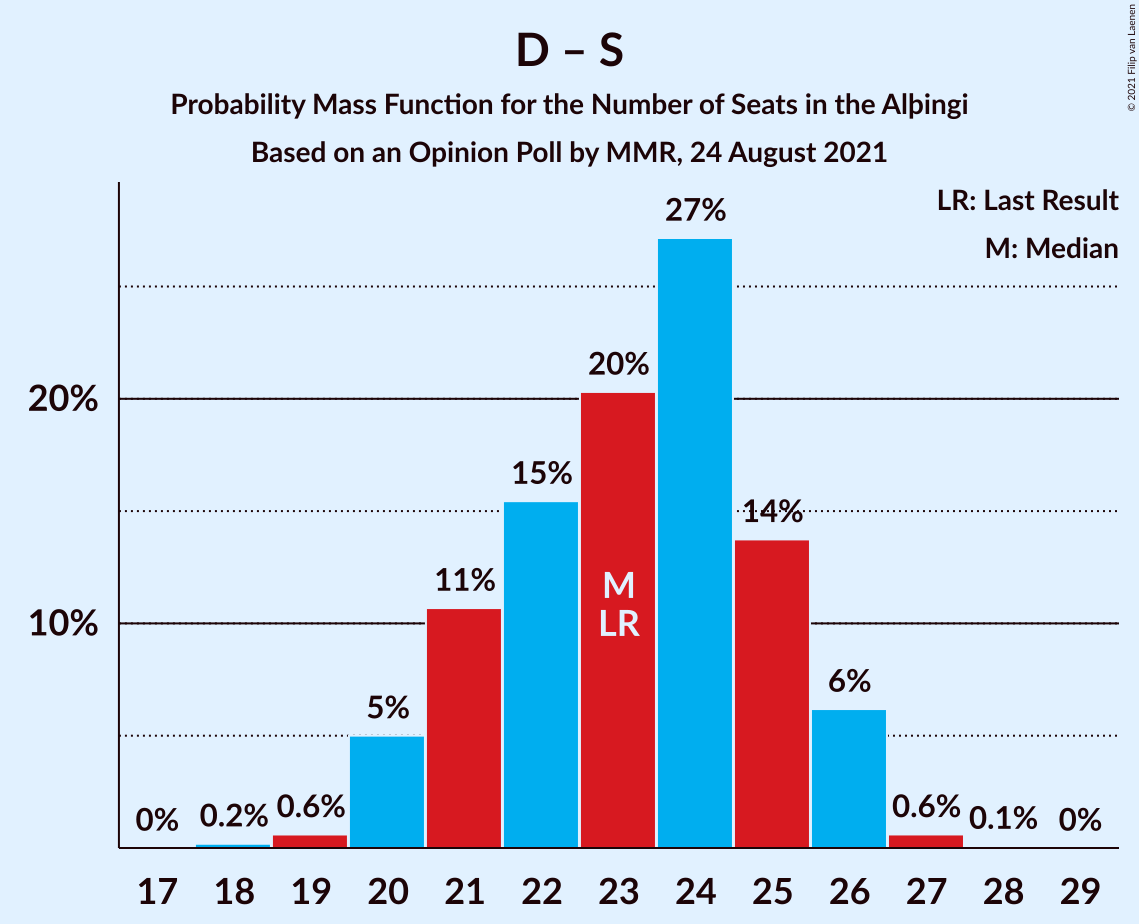 D – S
Probability Mass Function for the Number of Seats in the Alþingi
Based on an Opinion Poll by MMR, 24 August 2021
© 2021 Filip van Laenen
LR: Last Result
M: Median
20%
10%
0%
0.2%
0.6%
5%
11%
15%
20%
27%
14%
6%
0.6%
0.1%
0%
M
LR
17 18 19 20 21 22 23 24 25 26 27 28 29